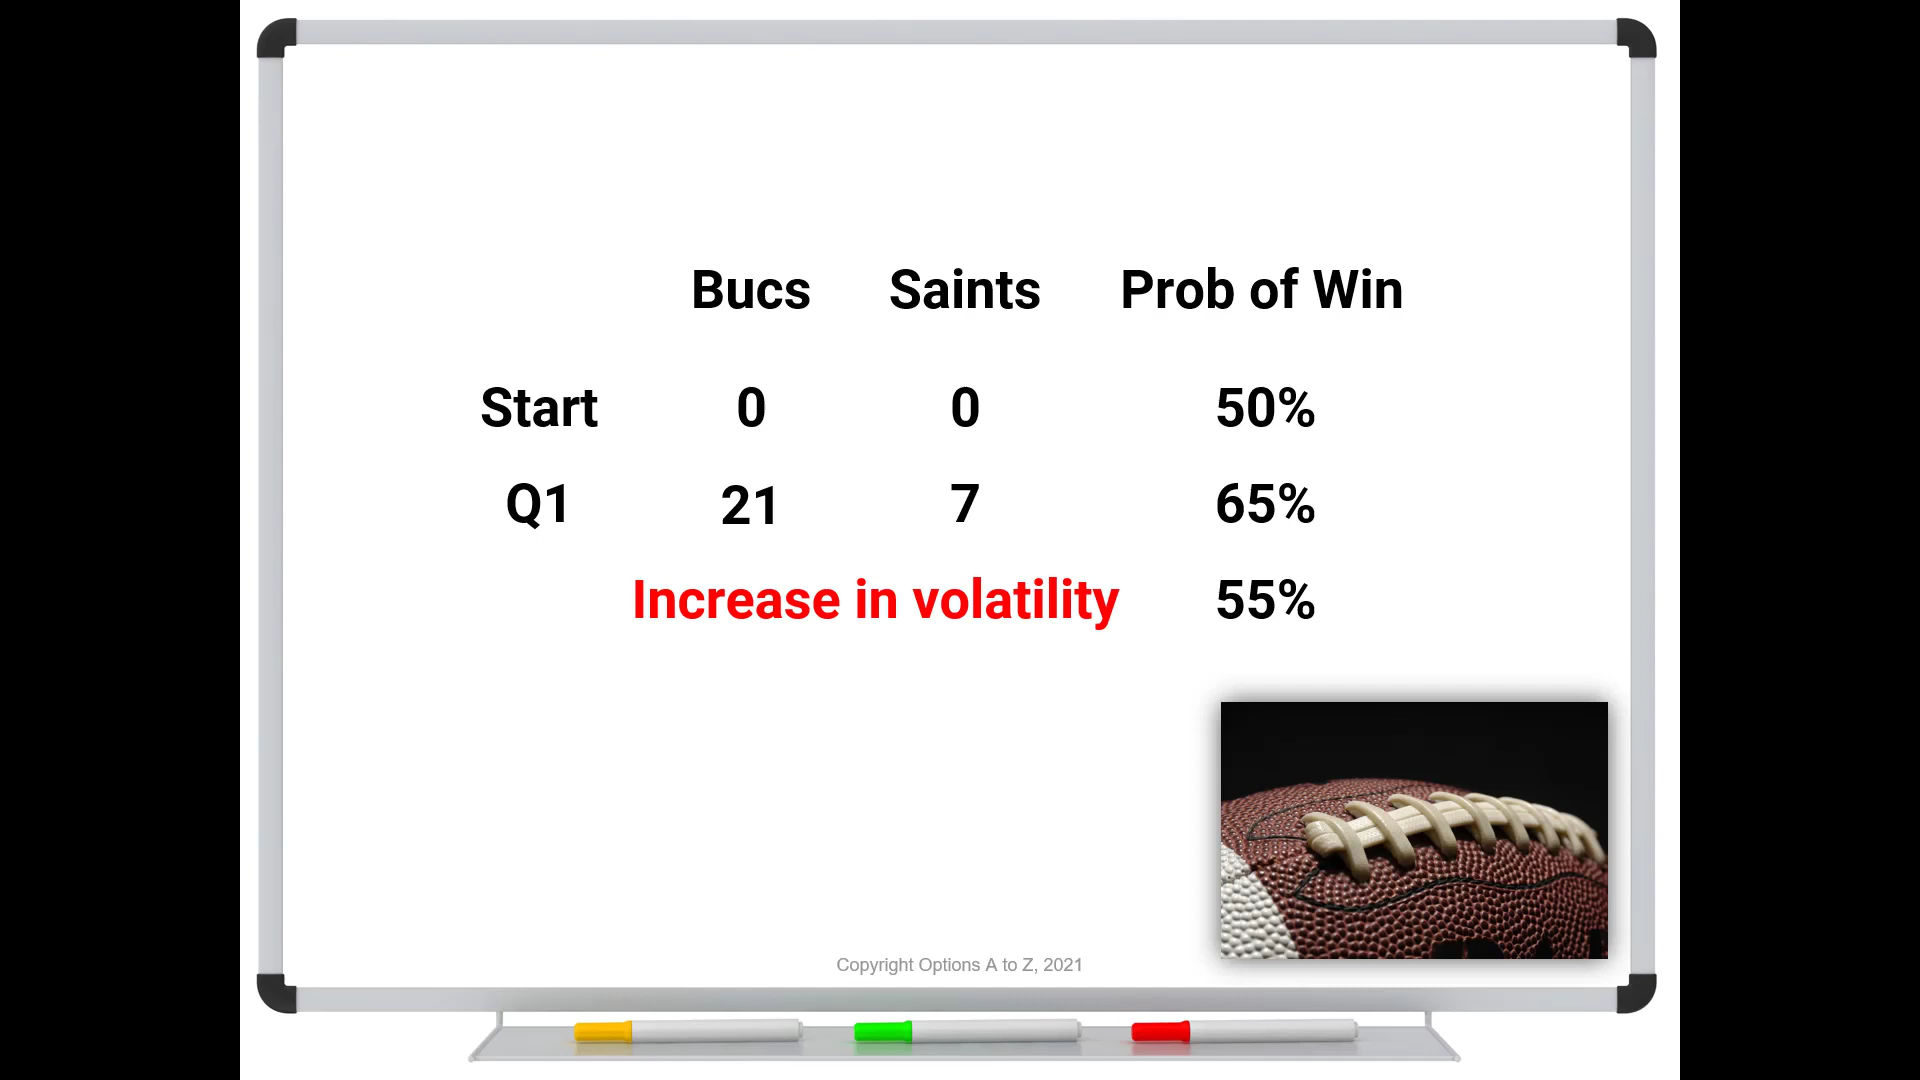 Bucs Saints Prob of Win
Start 0 0 50%
Q1 21 7 65%
Increase in volatility 55%
Copyright Options A to Z, 2021